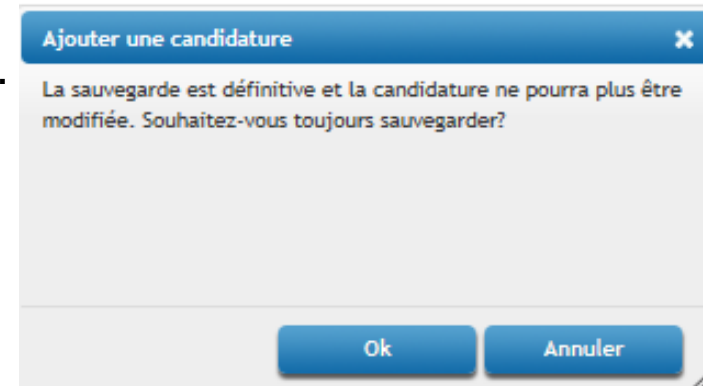 Ajouter une candidature
La sauvegarde est définitive et la candidature ne pourra plus être
modifiée. Souhaitez-vous toujours sauvegarder?
Ok
Annuler